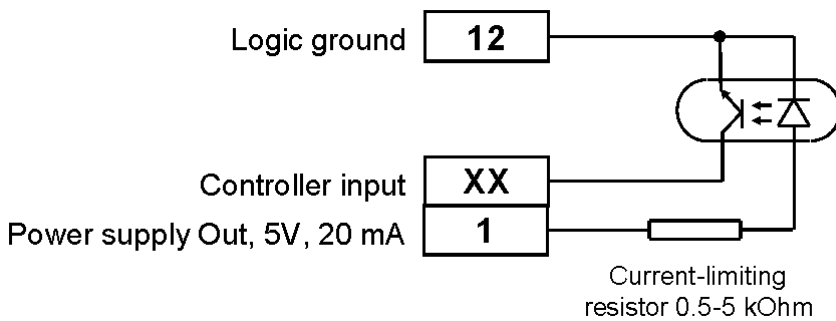 Logic ground 12
Controller input XX
Power supply Out, 5V, 20 mA 1
Current-limiting
resistor 0.5-5 kOhm